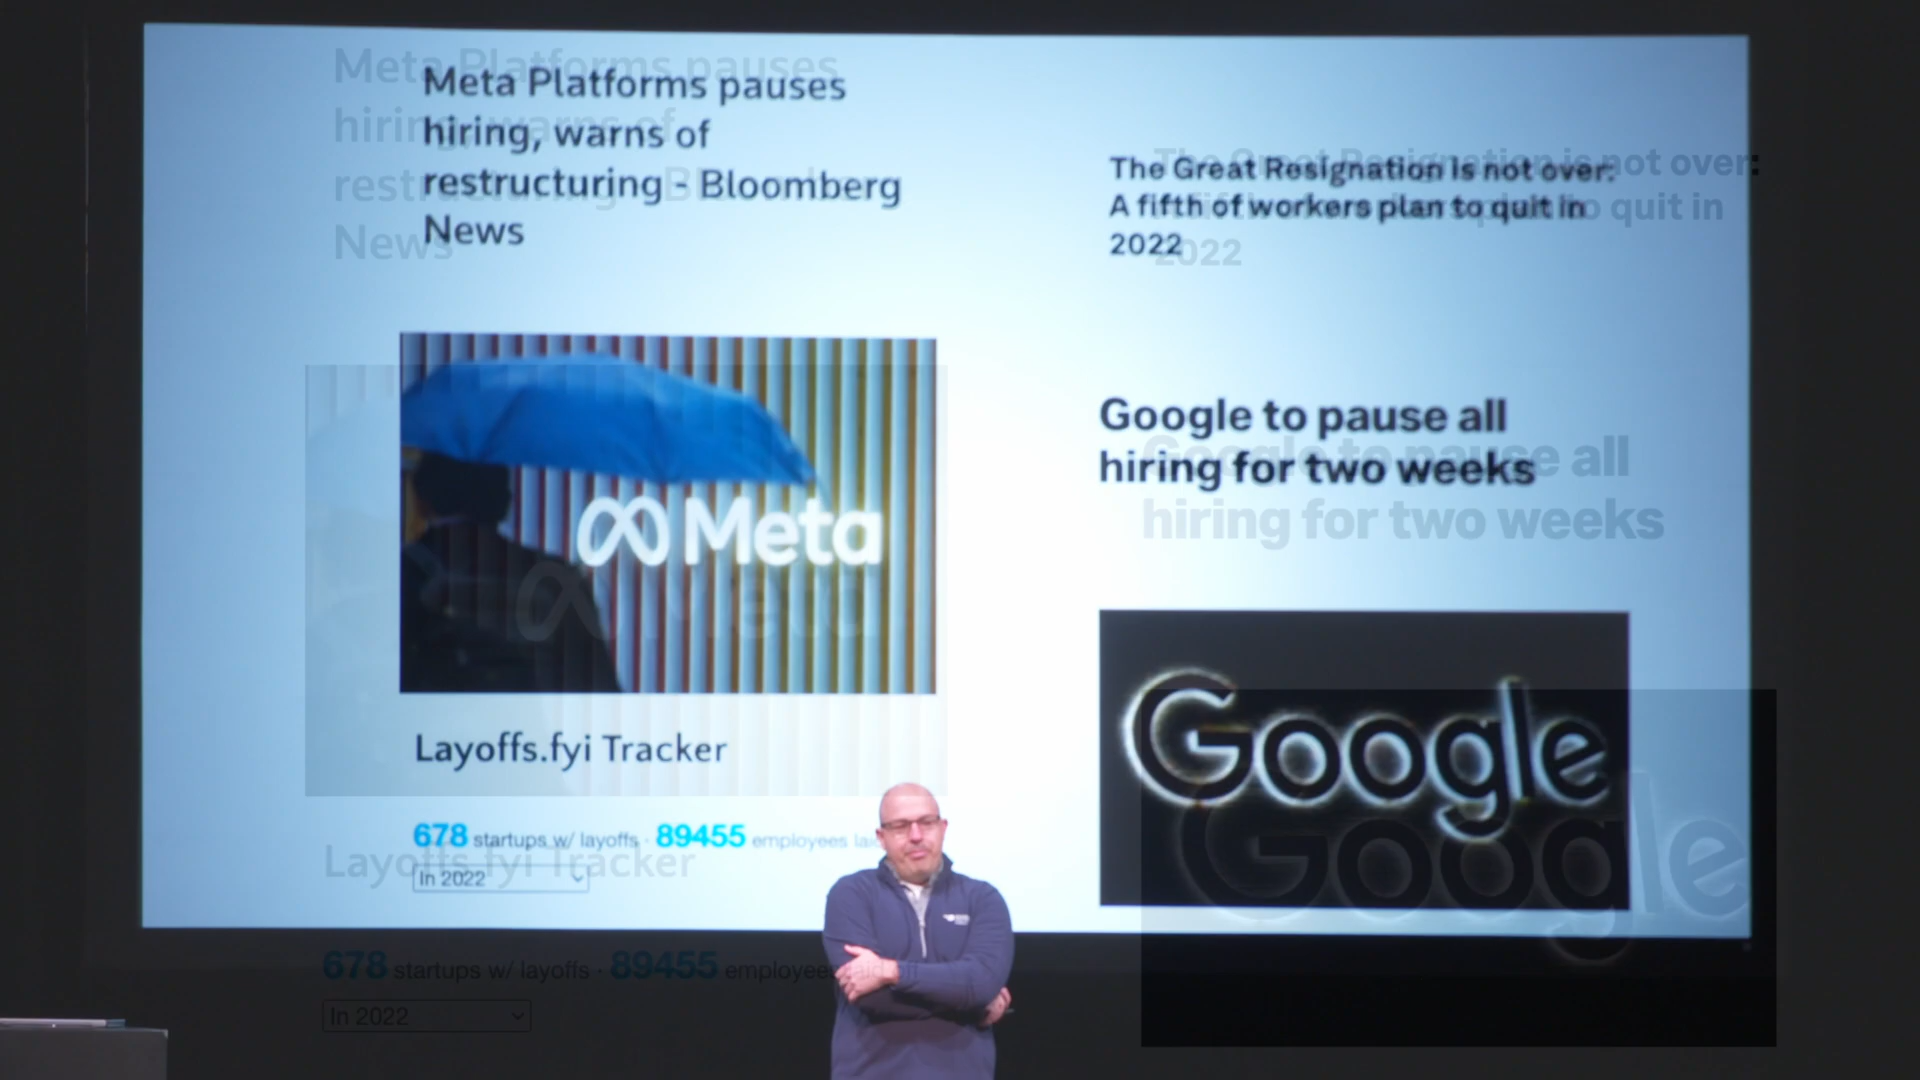 Meta Platforms pauses
hiring, warns of
restructuring - Bloomberg
News
Meta
Layoffs.fyi Tracker
678 startups w/ layoffs · 89455 employees
In 2022
The Great Resignation is not over:
A fifth of workers plan to quit in
2022
Google to pause all
hiring for two weeks
Google